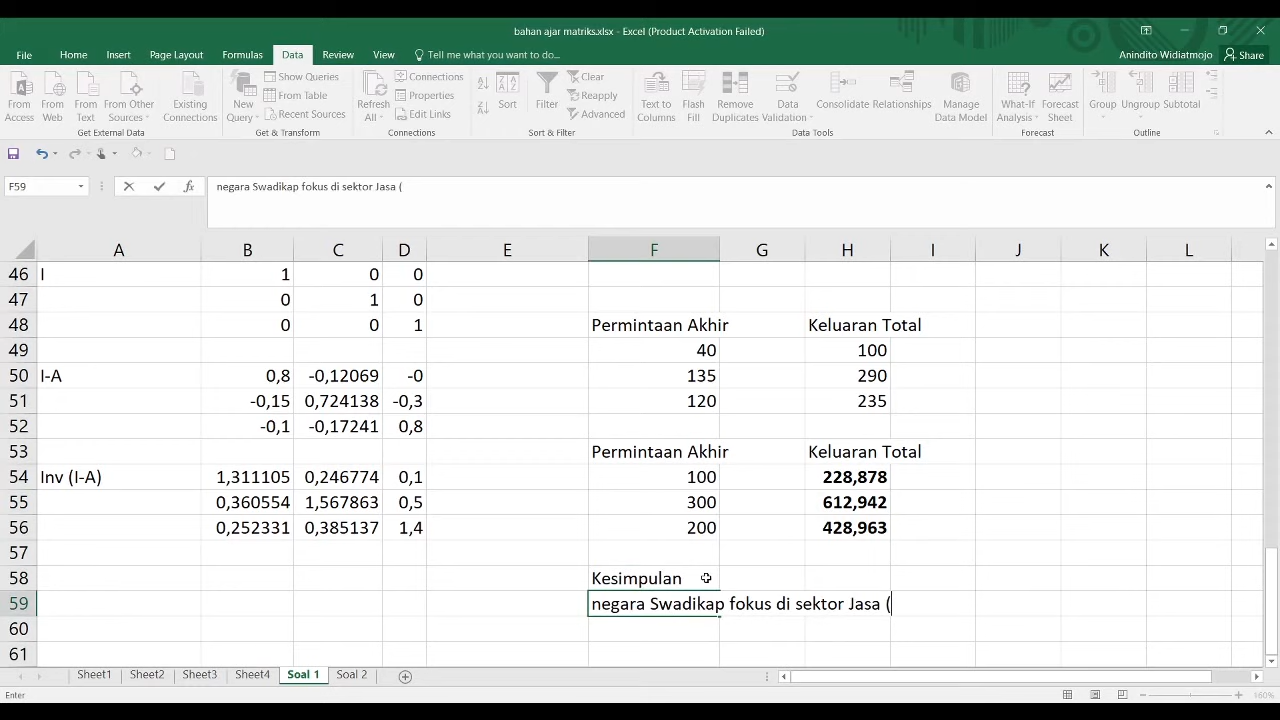 bahan ajar matriks.xlsx - Excel (Product Activation Failed)
File Home Insert Page Layout Formulas Data Review View Tell me what you want to do... Anindito Widiatmojo Share
From Access From Web From Text From Other Sources Existing Connections New Query Show Queries From Table Recent Sources Refresh All Connections Properties Edit Links Sort Filter Clear Reapply Advanced Text to Columns Flash Fill Remove Duplicates Data Validation Consolidate Relationships Manage Data Model What-If Analysis Forecast Sheet Group Ungroup Subtotal
Get External Data Get & Transform Connections Sort & Filter Data Tools Forecast Outline
F59 fx negara Swadikap fokus di sektor Jasa (
A B C D E F G H I J K L
46 I 1 0 0
47 0 1 0
48 0 0 1 Permintaan Akhir Keluaran Total
49 40 100
50 I-A 0,8 -0,12069 -0 135 290
51 -0,15 0,724138 -0,3 120 235
52 -0,1 -0,17241 0,8
53 Permintaan Akhir Keluaran Total
54 Inv (I-A) 1,311105 0,246774 0,1 100 228,878
55 0,360554 1,567863 0,5 300 612,942
56 0,252331 0,385137 1,4 200 428,963
57
58 Kesimpulan
59 negara Swadikap fokus di sektor Jasa (
60
61
Sheet1 Sheet2 Sheet3 Sheet4 Soal 1 Soal 2
Enter 160%